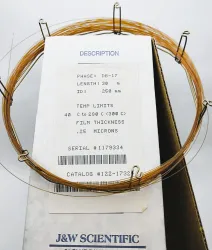 DESCRIPTION
PHASE: DB-17
LENGTH: 30 m
ID: .250 mm
TEMP LIMITS
40 C to 280 C (300 C)
FILM THICKNESS
.25 MICRONS
SERIAL #1179334
CATALOG #122-1732
J&W SCIENTIFIC